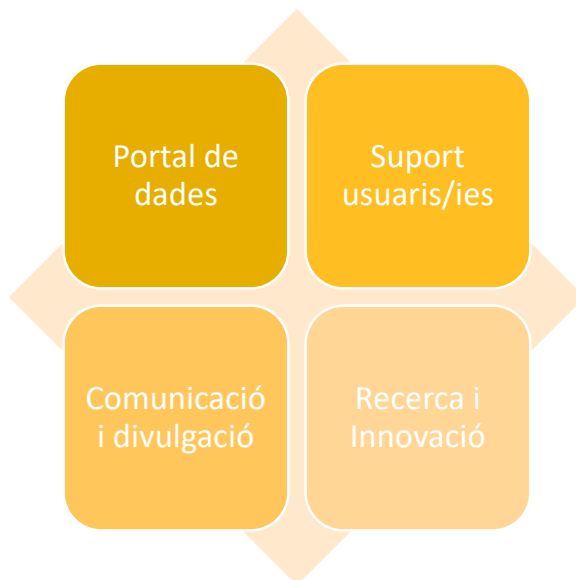 Portal de
dades
Suport
usuaris/ies
Comunicació
i divulgació
Recerca i
Innovació